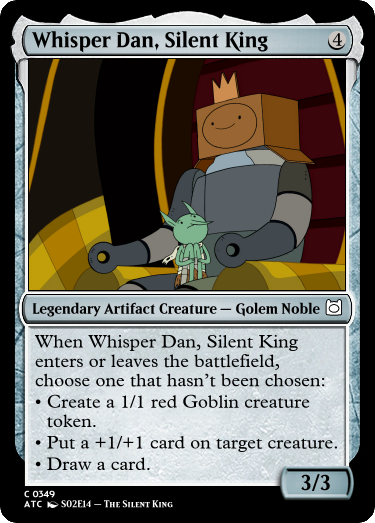 Whisper Dan, Silent King 4
Legendary Artifact Creature — Golem Noble
When Whisper Dan, Silent King
enters or leaves the battlefield,
choose one that hasn't been chosen:
• Create a 1/1 red Goblin creature
token.
• Put a +1/+1 card on target creature.
• Draw a card.
3/3
C 0349
ATC S02E14 — The Silent King